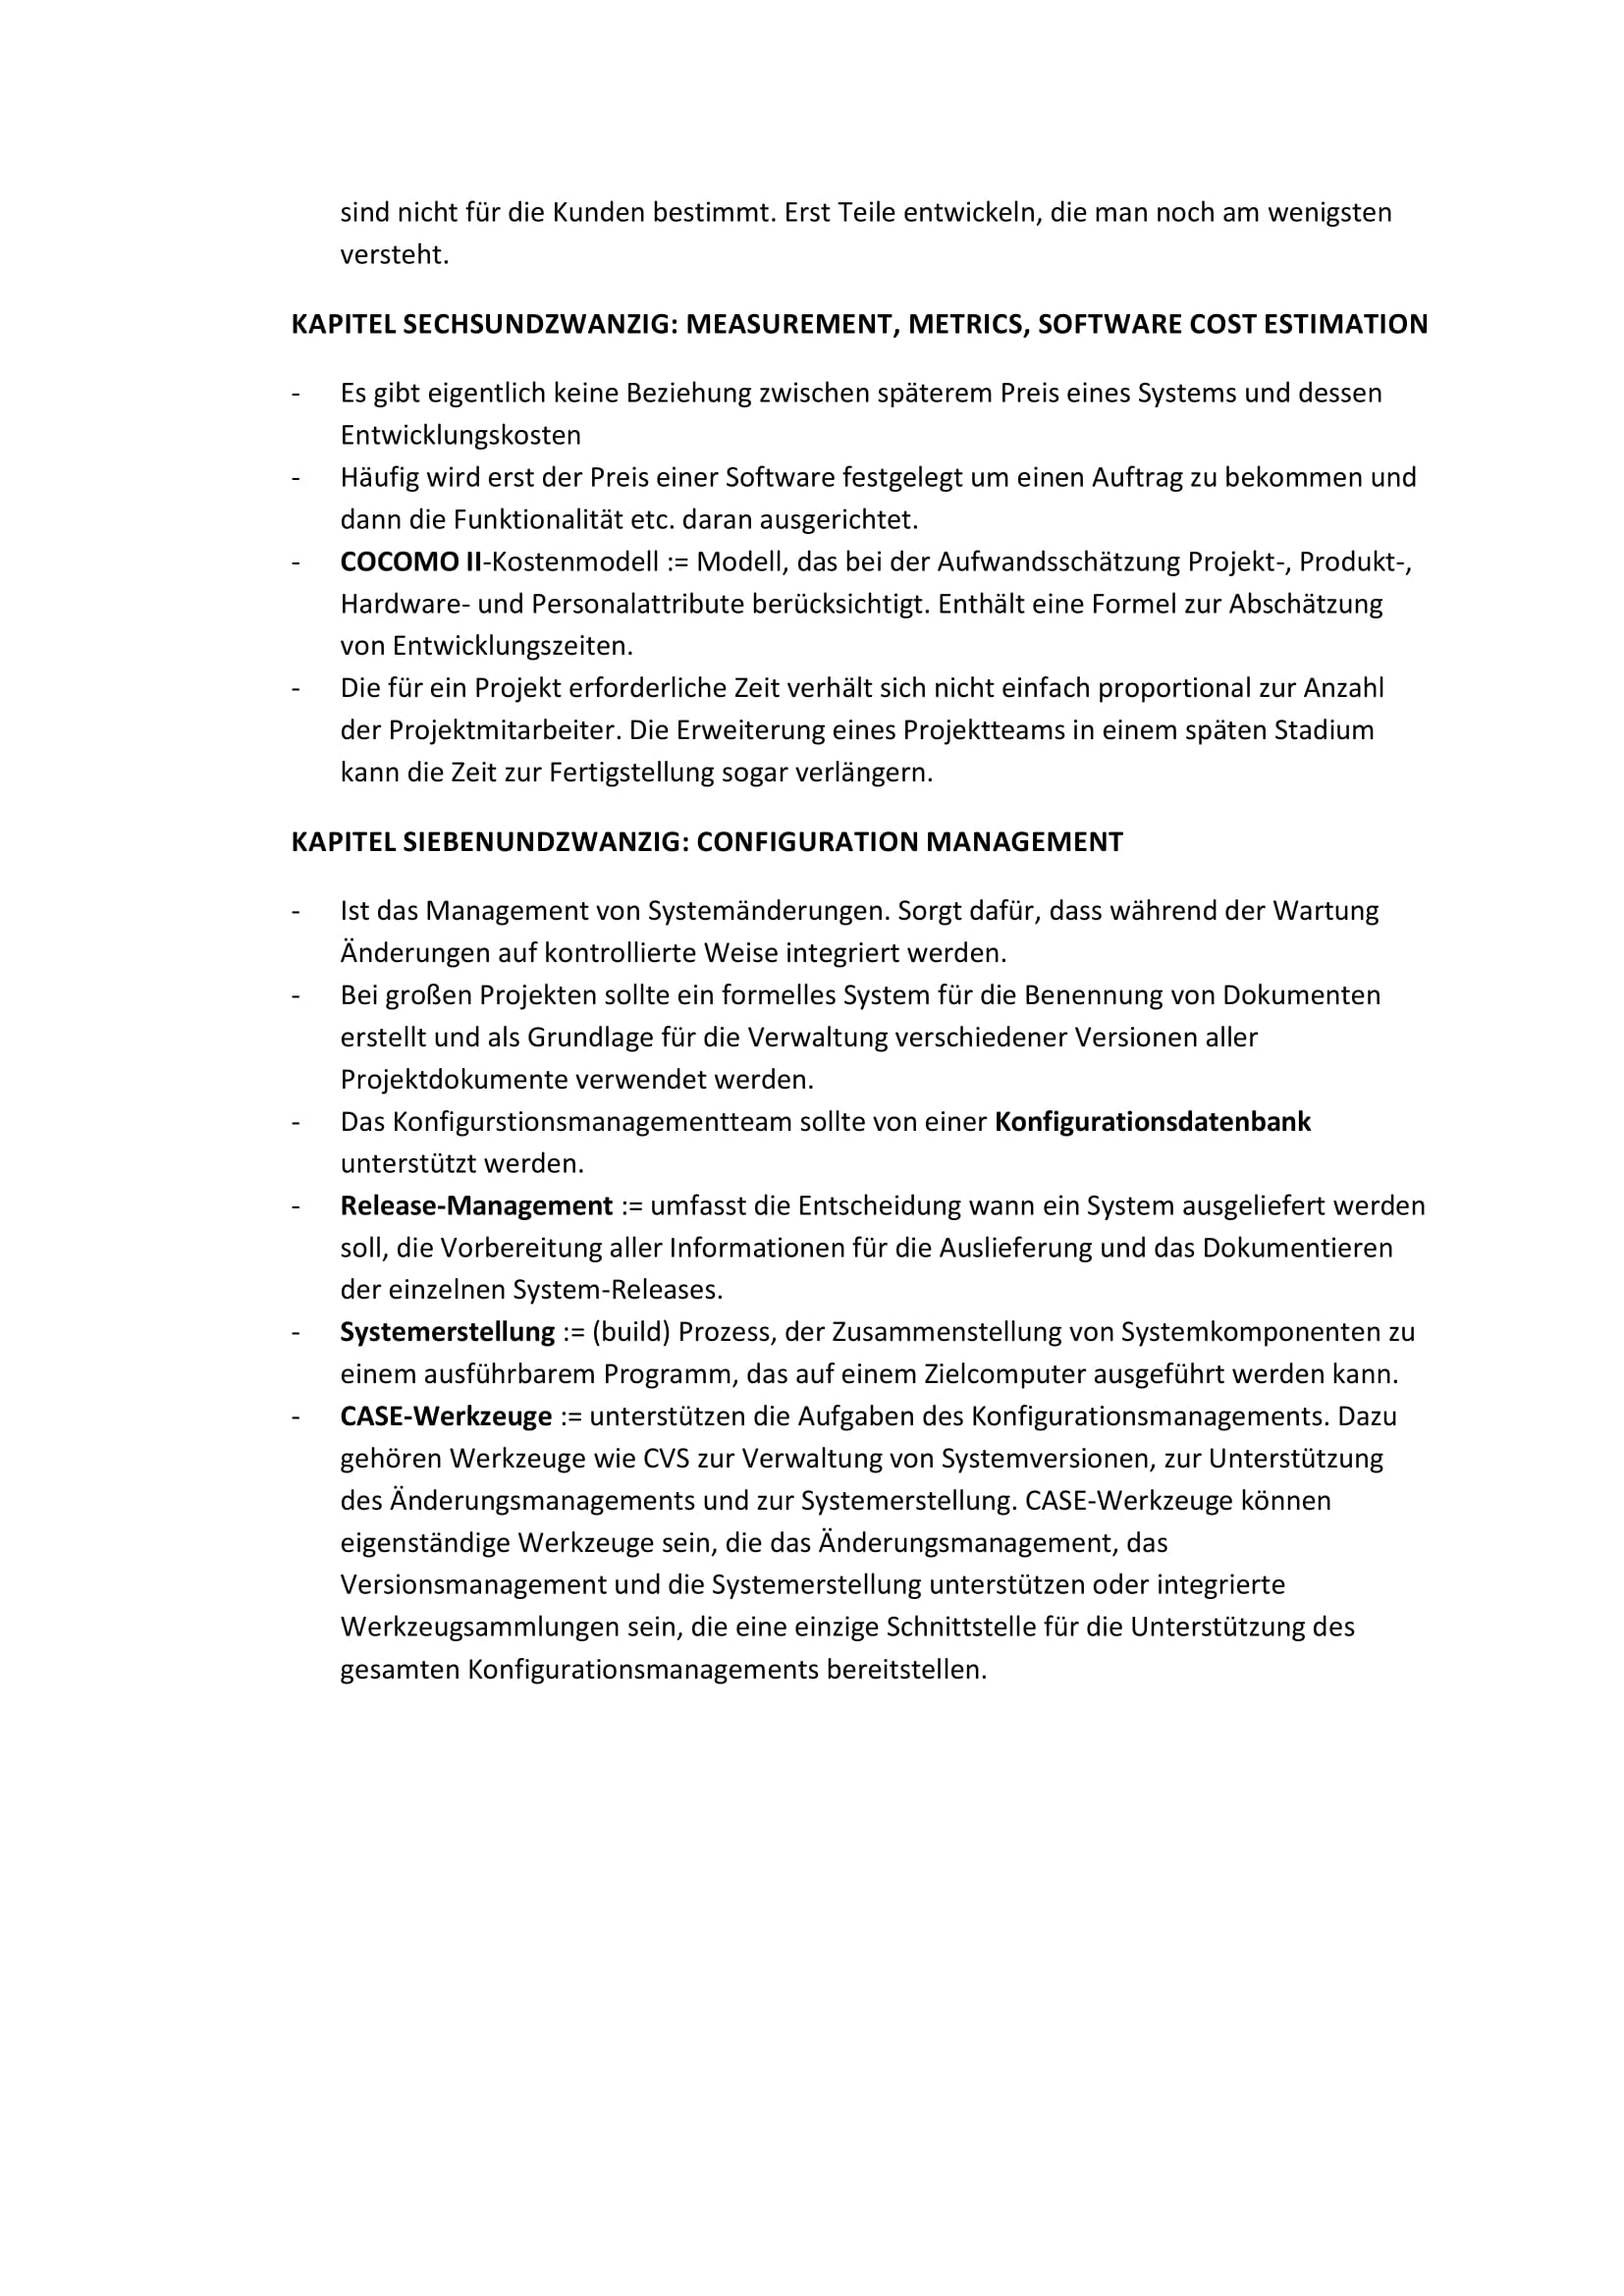 sind nicht für die Kunden bestimmt. Erst Teile entwickeln, die man noch am wenigsten
versteht.
KAPITEL SECHSUNDZWANZIG: MEASUREMENT, METRICS, SOFTWARE COST ESTIMATION
- Es gibt eigentlich keine Beziehung zwischen späterem Preis eines Systems und dessen
Entwicklungskosten
- Häufig wird erst der Preis einer Software festgelegt um einen Auftrag zu bekommen und
dann die Funktionalität etc. daran ausgerichtet.
- COCOMO II-Kostenmodell := Modell, das bei der Aufwandsschätzung Projekt-, Produkt-,
Hardware- und Personalattribute berücksichtigt. Enthält eine Formel zur Abschätzung
von Entwicklungszeiten.
- Die für ein Projekt erforderliche Zeit verhält sich nicht einfach proportional zur Anzahl
der Projektmitarbeiter. Die Erweiterung eines Projektteams in einem späten Stadium
kann die Zeit zur Fertigstellung sogar verlängern.
KAPITEL SIEBENUNDZWANZIG: CONFIGURATION MANAGEMENT
- Ist das Management von Systemänderungen. Sorgt dafür, dass während der Wartung
Änderungen auf kontrollierte Weise integriert werden.
- Bei großen Projekten sollte ein formelles System für die Benennung von Dokumenten
erstellt und als Grundlage für die Verwaltung verschiedener Versionen aller
Projektdokumente verwendet werden.
- Das Konfigurstionsmanagementteam sollte von einer Konfigurationsdatenbank
unterstützt werden.
- Release-Management := umfasst die Entscheidung wann ein System ausgeliefert werden
soll, die Vorbereitung aller Informationen für die Auslieferung und das Dokumentieren
der einzelnen System-Releases.
- Systemerstellung := (build) Prozess, der Zusammenstellung von Systemkomponenten zu
einem ausführbarem Programm, das auf einem Zielcomputer ausgeführt werden kann.
- CASE-Werkzeuge := unterstützen die Aufgaben des Konfigurationsmanagements. Dazu
gehören Werkzeuge wie CVS zur Verwaltung von Systemversionen, zur Unterstützung
des Änderungsmanagements und zur Systemerstellung. CASE-Werkzeuge können
eigenständige Werkzeuge sein, die das Änderungsmanagement, das
Versionsmanagement und die Systemerstellung unterstützen oder integrierte
Werkzeugsammlungen sein, die eine einzige Schnittstelle für die Unterstützung des
gesamten Konfigurationsmanagements bereitstellen.